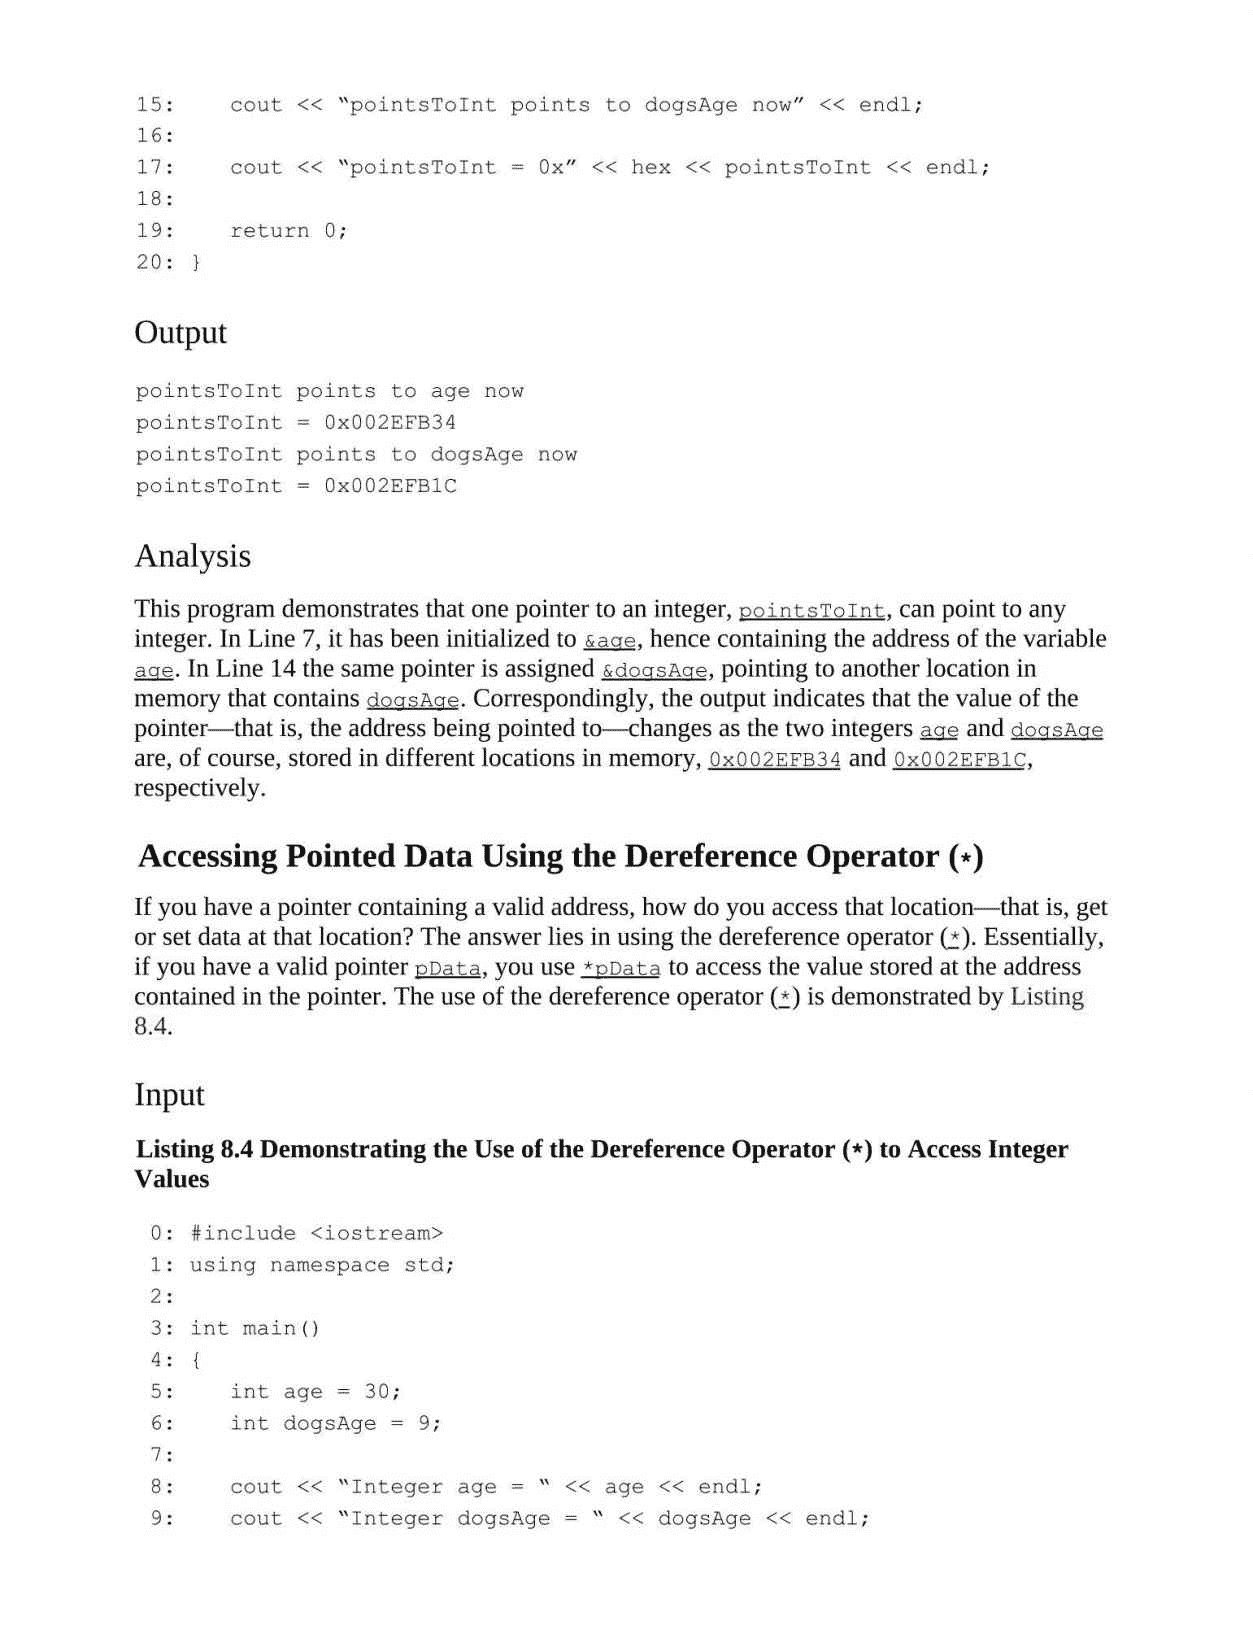 15:    cout << “pointsToInt points to dogsAge now” << endl;
16:
17:    cout << “pointsToInt = 0x” << hex << pointsToInt << endl;
18:
19:    return 0;
20: }
Output
pointsToInt points to age now
pointsToInt = 0x002EFB34
pointsToInt points to dogsAge now
pointsToInt = 0x002EFB1C
Analysis
This program demonstrates that one pointer to an integer, pointsToInt, can point to any
integer. In Line 7, it has been initialized to &age, hence containing the address of the variable
age. In Line 14 the same pointer is assigned &dogsAge, pointing to another location in
memory that contains dogsAge. Correspondingly, the output indicates that the value of the
pointer—that is, the address being pointed to—changes as the two integers age and dogsAge
are, of course, stored in different locations in memory, 0x002EFB34 and 0x002EFB1C,
respectively.
Accessing Pointed Data Using the Dereference Operator (*)
If you have a pointer containing a valid address, how do you access that location—that is, get
or set data at that location? The answer lies in using the dereference operator (*). Essentially,
if you have a valid pointer pData, you use *pData to access the value stored at the address
contained in the pointer. The use of the dereference operator (*) is demonstrated by Listing
8.4.
Input
Listing 8.4 Demonstrating the Use of the Dereference Operator (*) to Access Integer
Values
0: #include <iostream>
1: using namespace std;
2:
3: int main()
4: {
5:    int age = 30;
6:    int dogsAge = 9;
7:
8:    cout << “Integer age = “ << age << endl;
9:    cout << “Integer dogsAge = “ << dogsAge << endl;